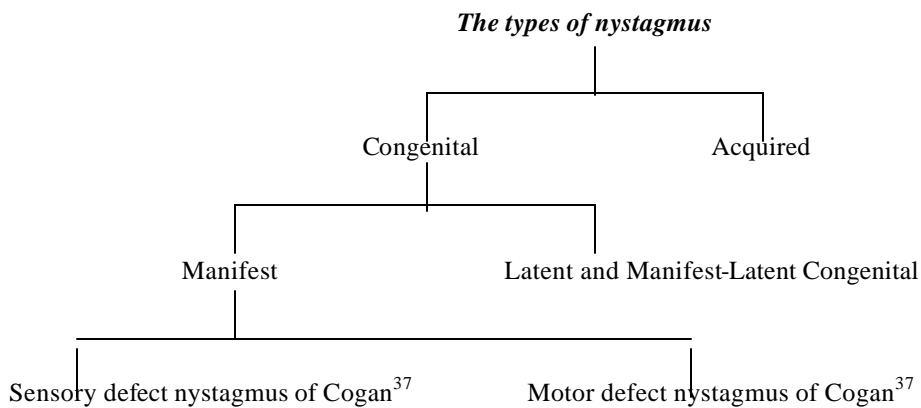 The types of nystagmus
Congenital Acquired
Manifest Latent and Manifest-Latent Congenital
Sensory defect nystagmus of Cogan37 Motor defect nystagmus of Cogan37